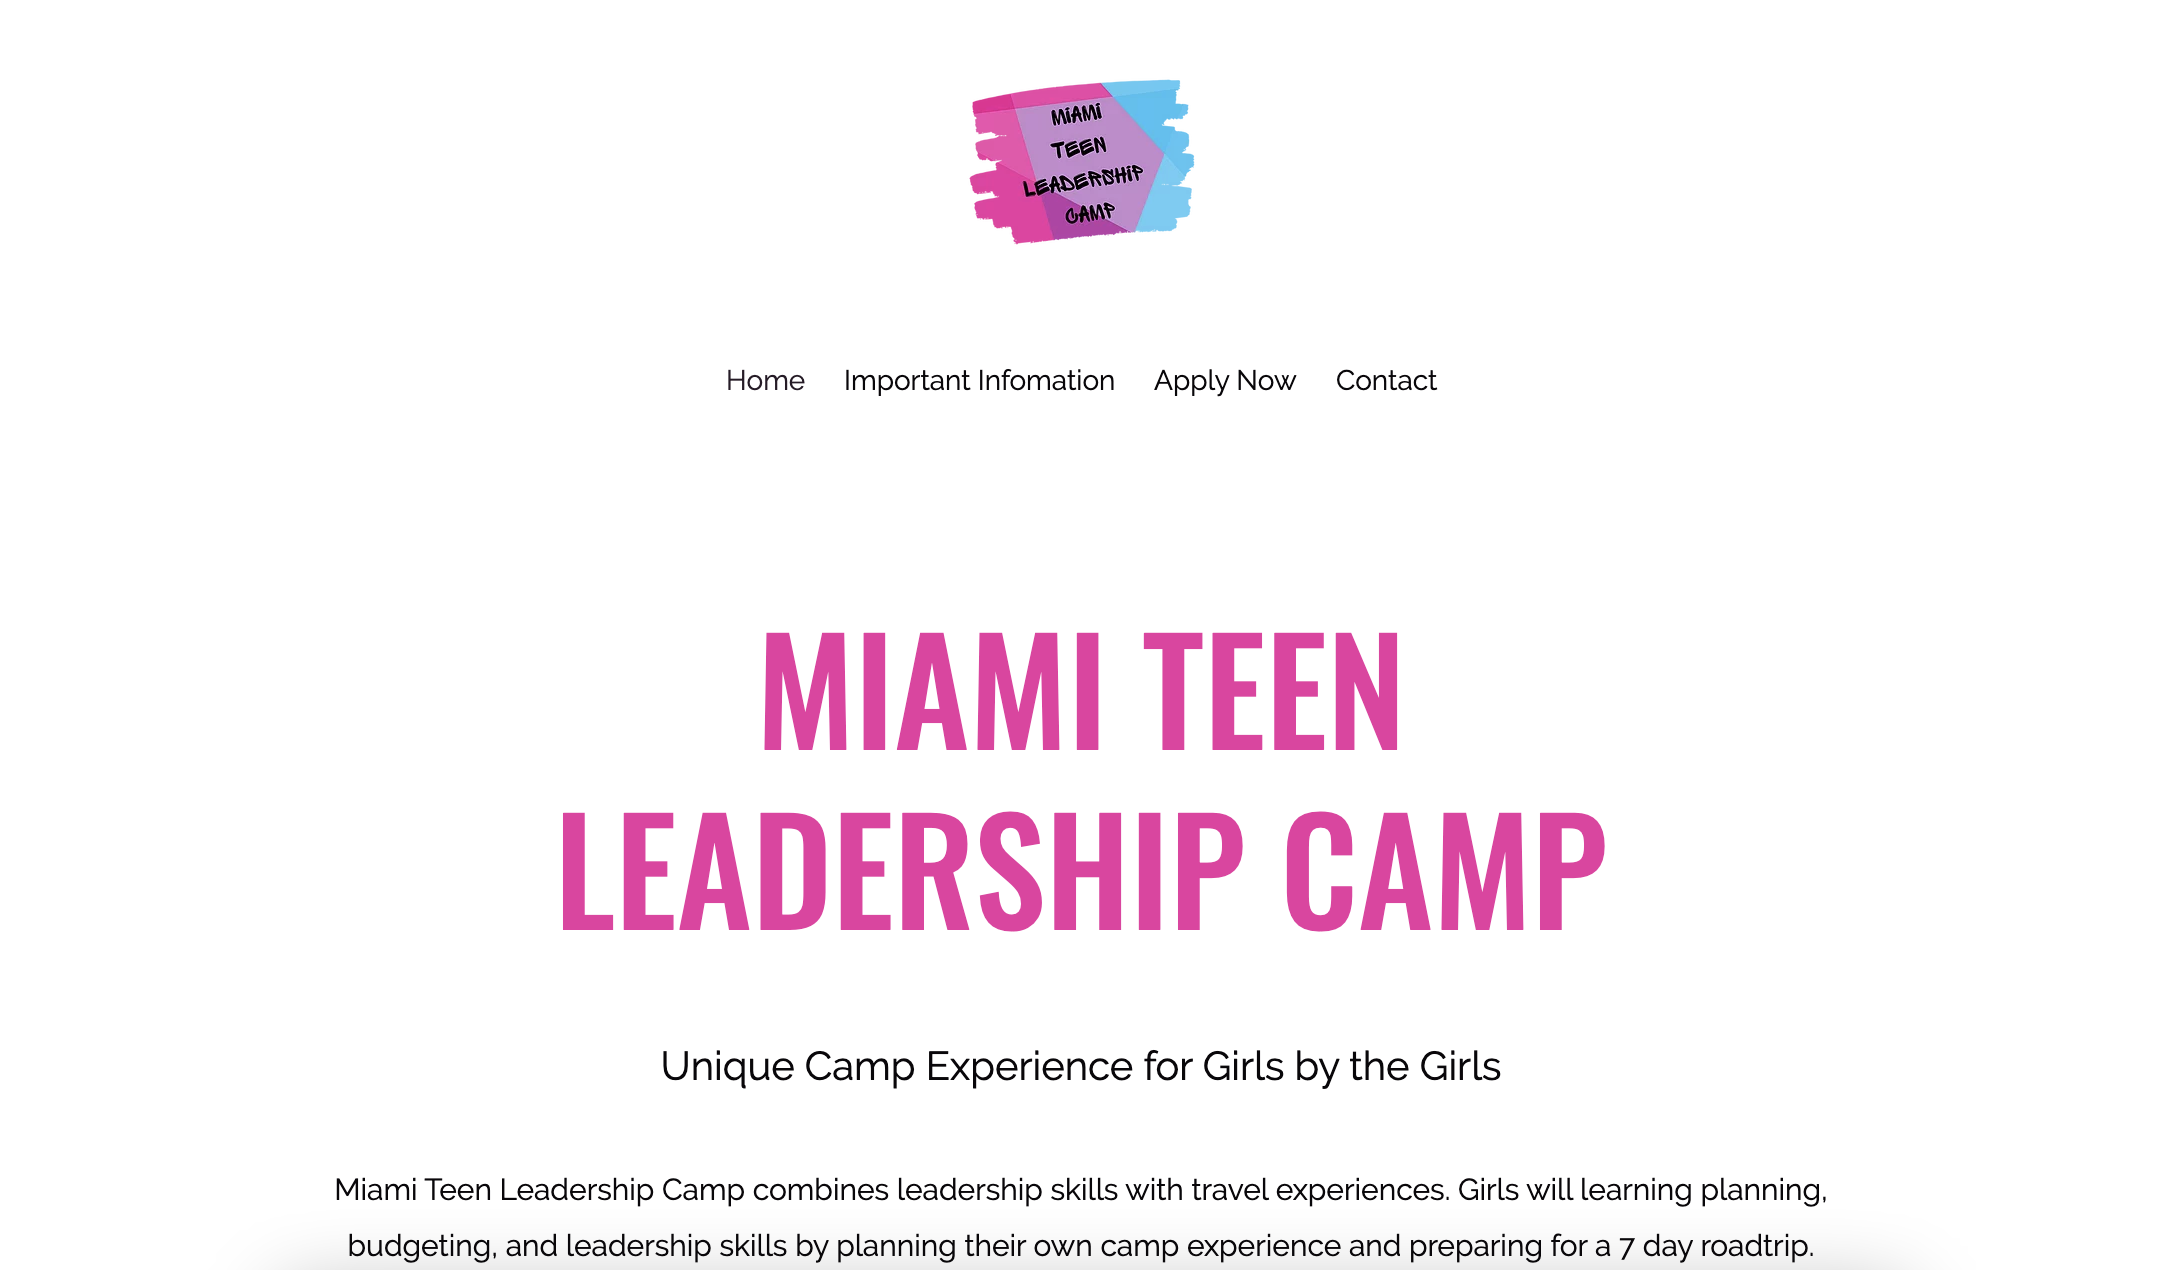 MiAMi
TEEN
LEADERSHiP
CAMP
Home Important Infomation Apply Now Contact
MIAMI TEEN
LEADERSHIP CAMP
Unique Camp Experience for Girls by the Girls
Miami Teen Leadership Camp combines leadership skills with travel experiences. Girls will learning planning,
budgeting, and leadership skills by planning their own camp experience and preparing for a 7 day roadtrip.